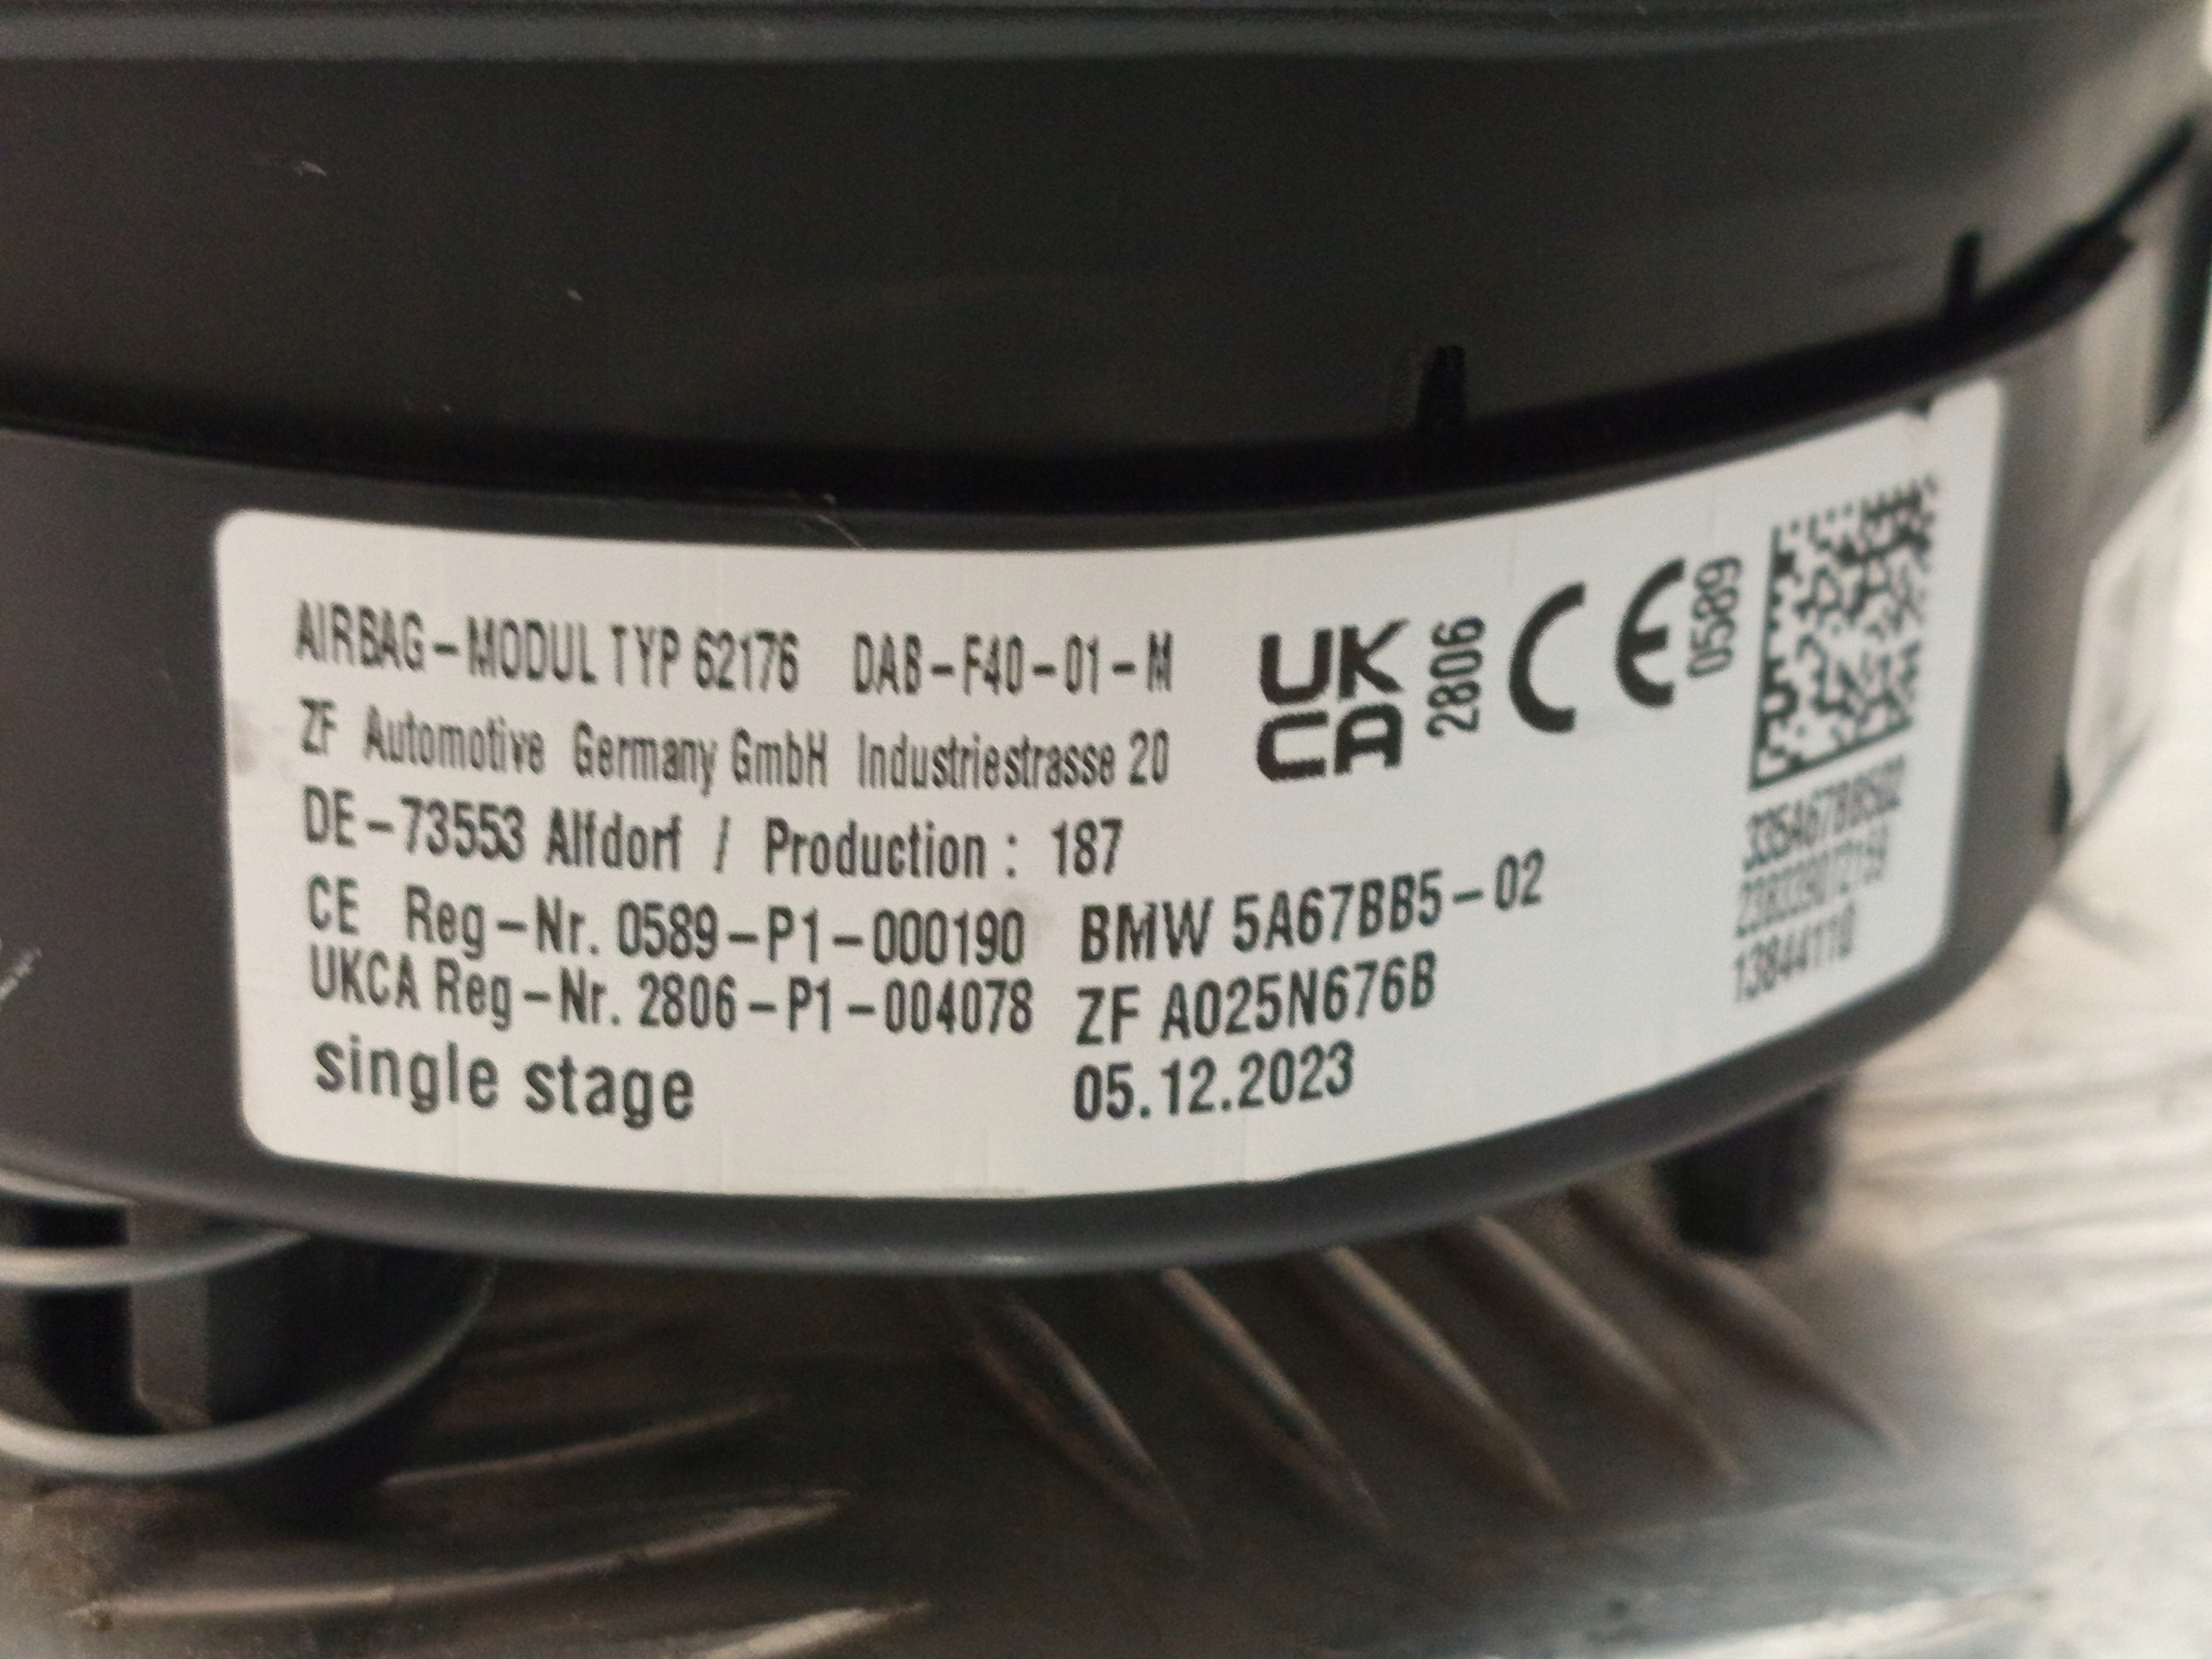 AIRBAG-MODUL TYP 62176 DAB-F40-01-M
ZF Automotive Germany GmbH Industriestrasse 20
DE-73553 Alfdorf / Production: 187
CE Reg-Nr. 0589-P1-000190
UKCA Reg-Nr. 2806-P1-004078
single stage
BMW 5A67BB5-02
ZF A025N676B
05.12.2023
UK
CA
2806
CE
0589
335A67BB502
13844110